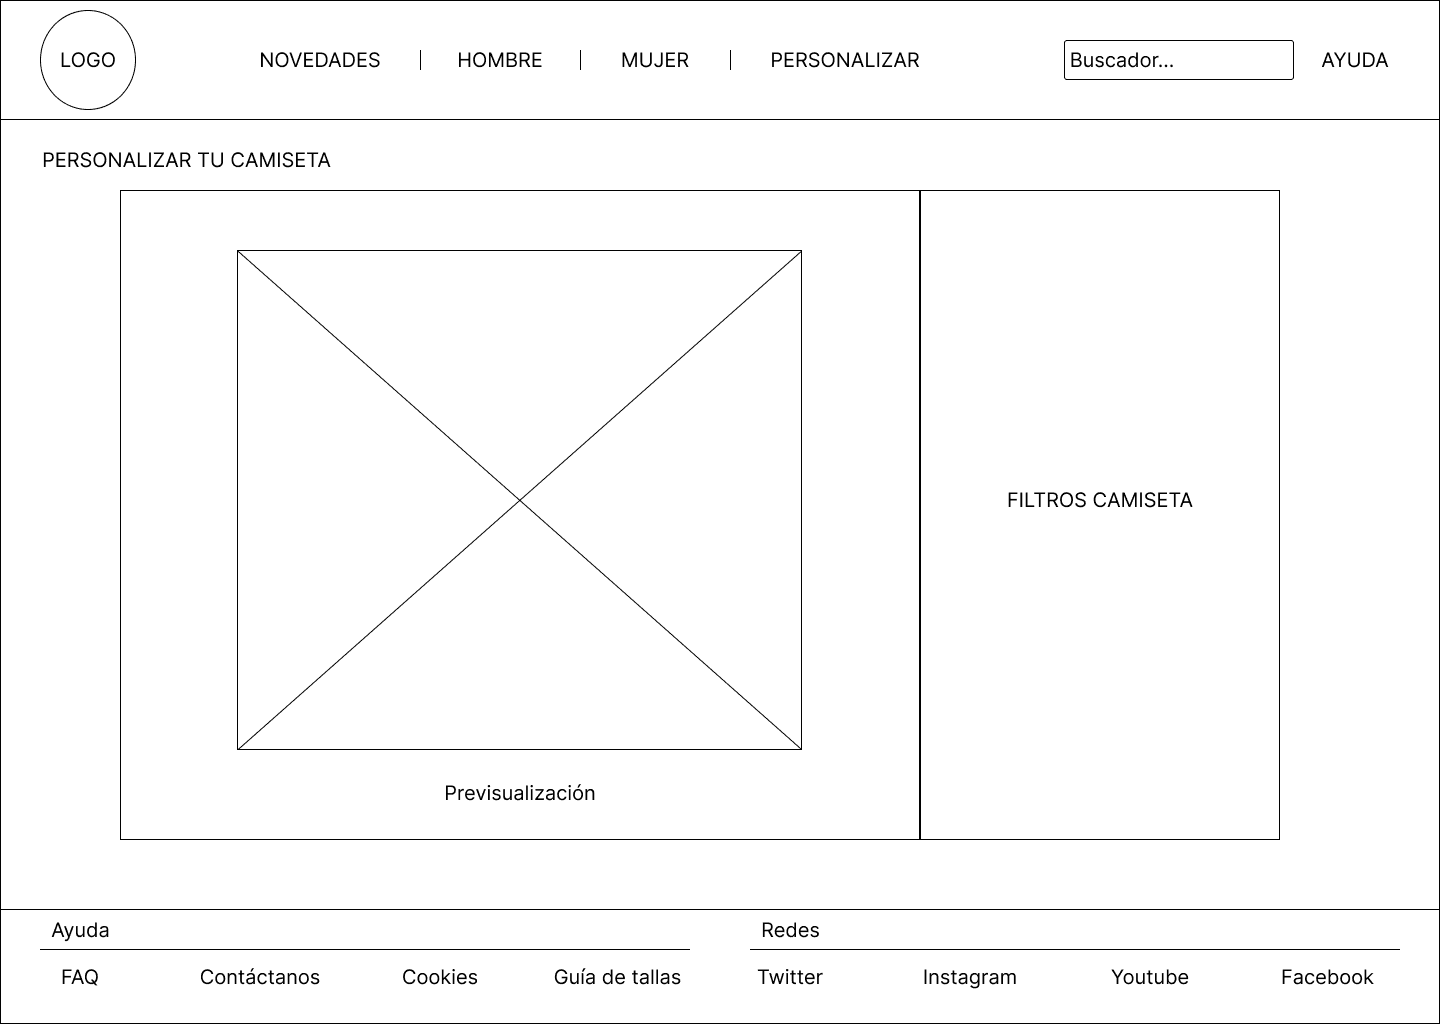 LOGO
NOVEDADES
HOMBRE
MUJER
PERSONALIZAR
Buscador...
AYUDA
PERSONALIZAR TU CAMISETA
FILTROS CAMISETA
Previsualización
Ayuda
FAQ
Contáctanos
Cookies
Guía de tallas
Redes
Twitter
Instagram
Youtube
Facebook